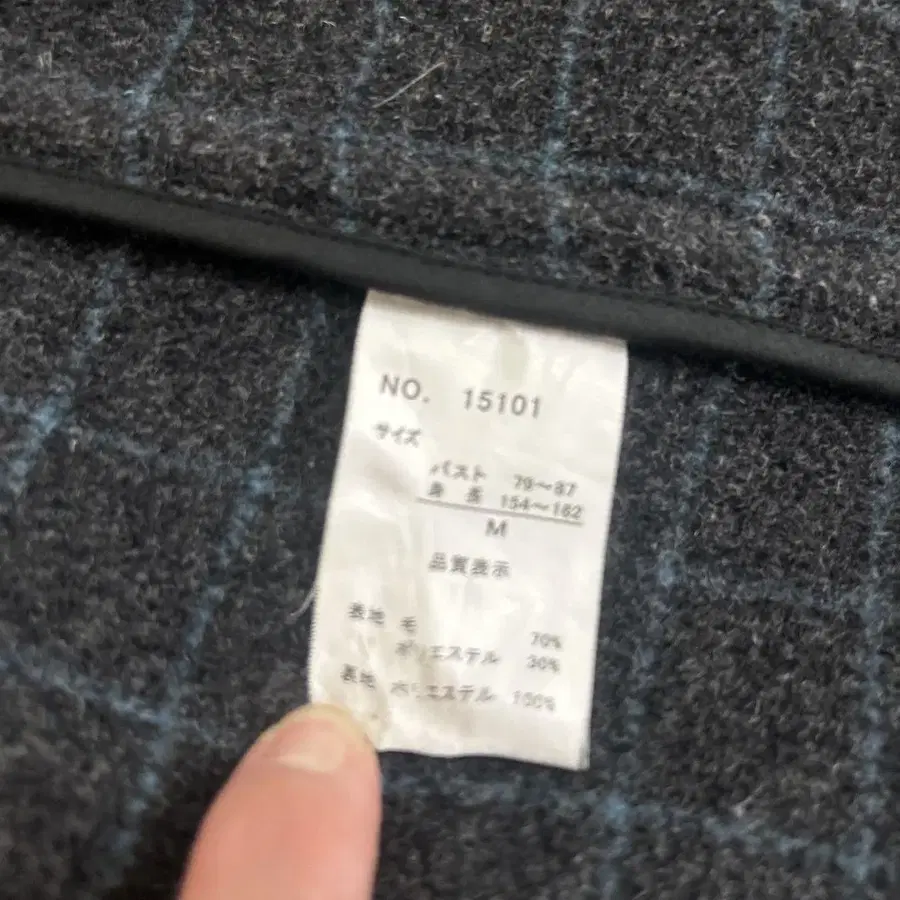 NO. 15101
サイズ
バスト 79～87
身長 154～162
M
品質表示
表地 毛 70%
ポリエステル 30%
表地 ポリエステル 100%